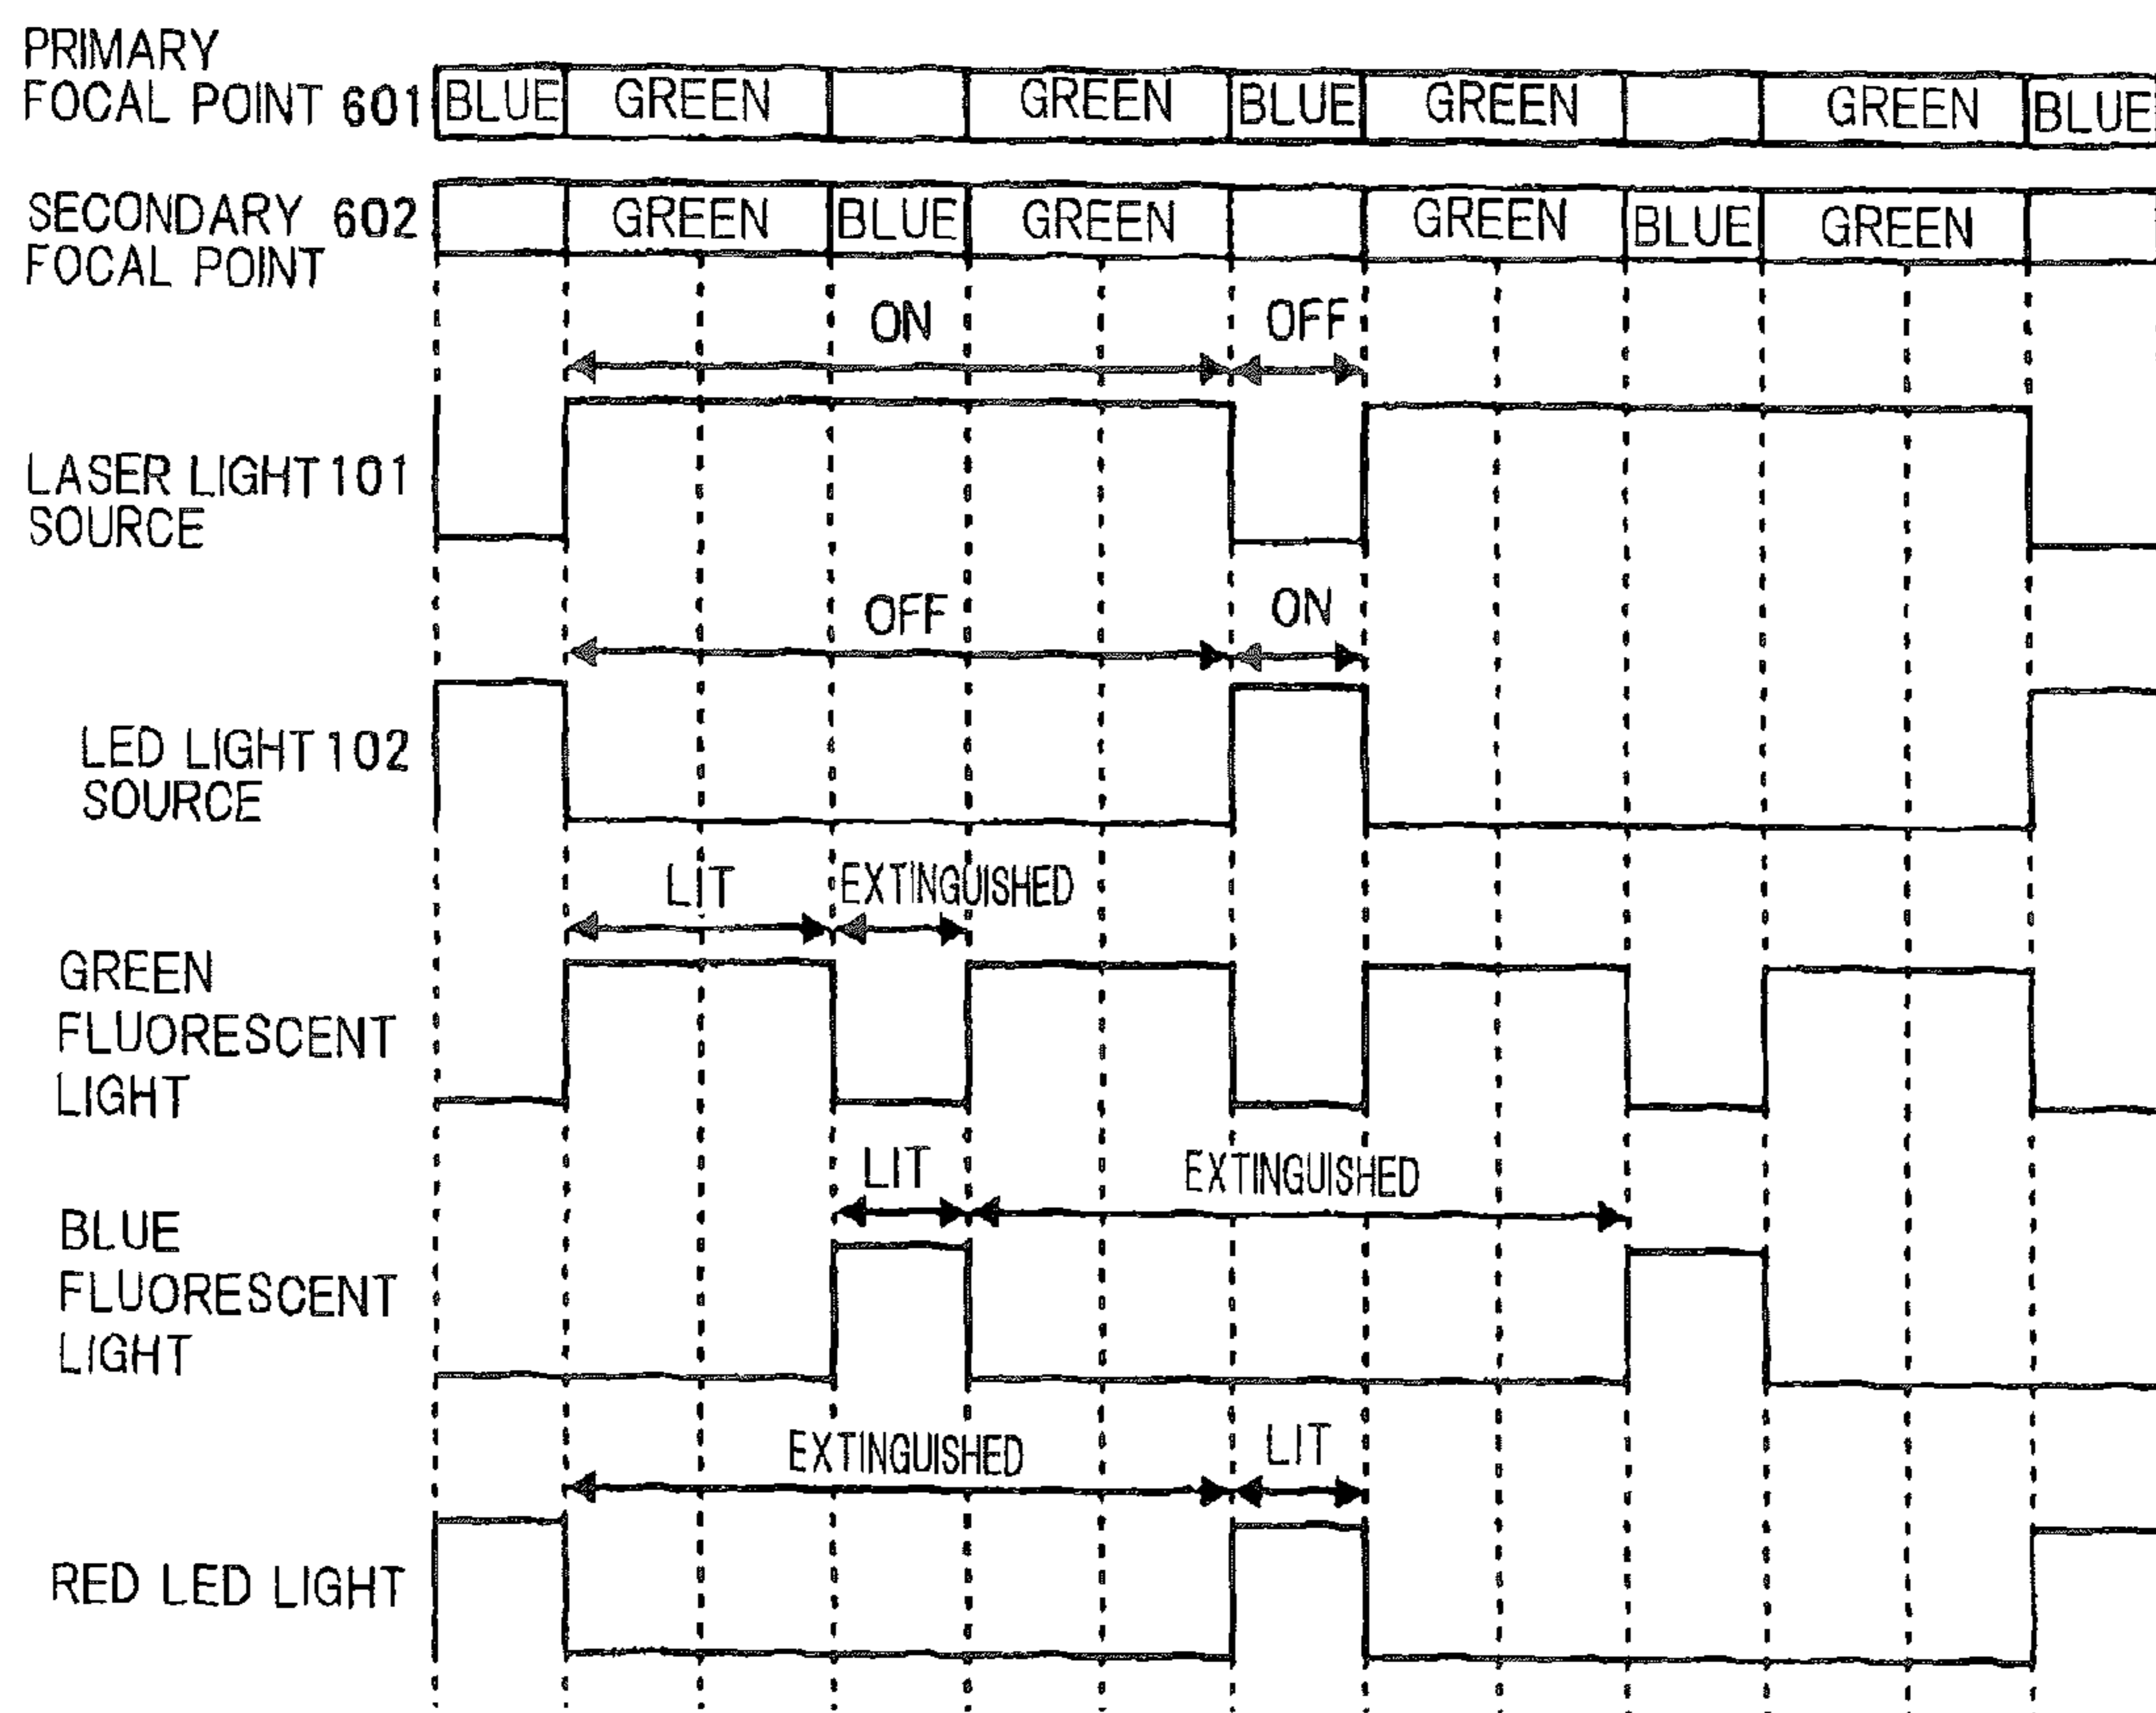 PRIMARY
FOCAL POINT 601 BLUE GREEN GREEN BLUE GREEN GREEN BLUE
SECONDARY 602 GREEN BLUE GREEN GREEN BLUE GREEN
FOCAL POINT
ON OFF
LASER LIGHT 101
SOURCE
OFF ON
LED LIGHT 102
SOURCE
LIT EXTINGUISHED
GREEN
FLUORESCENT
LIGHT
LIT EXTINGUISHED
BLUE
FLUORESCENT
LIGHT
EXTINGUISHED LIT
RED LED LIGHT